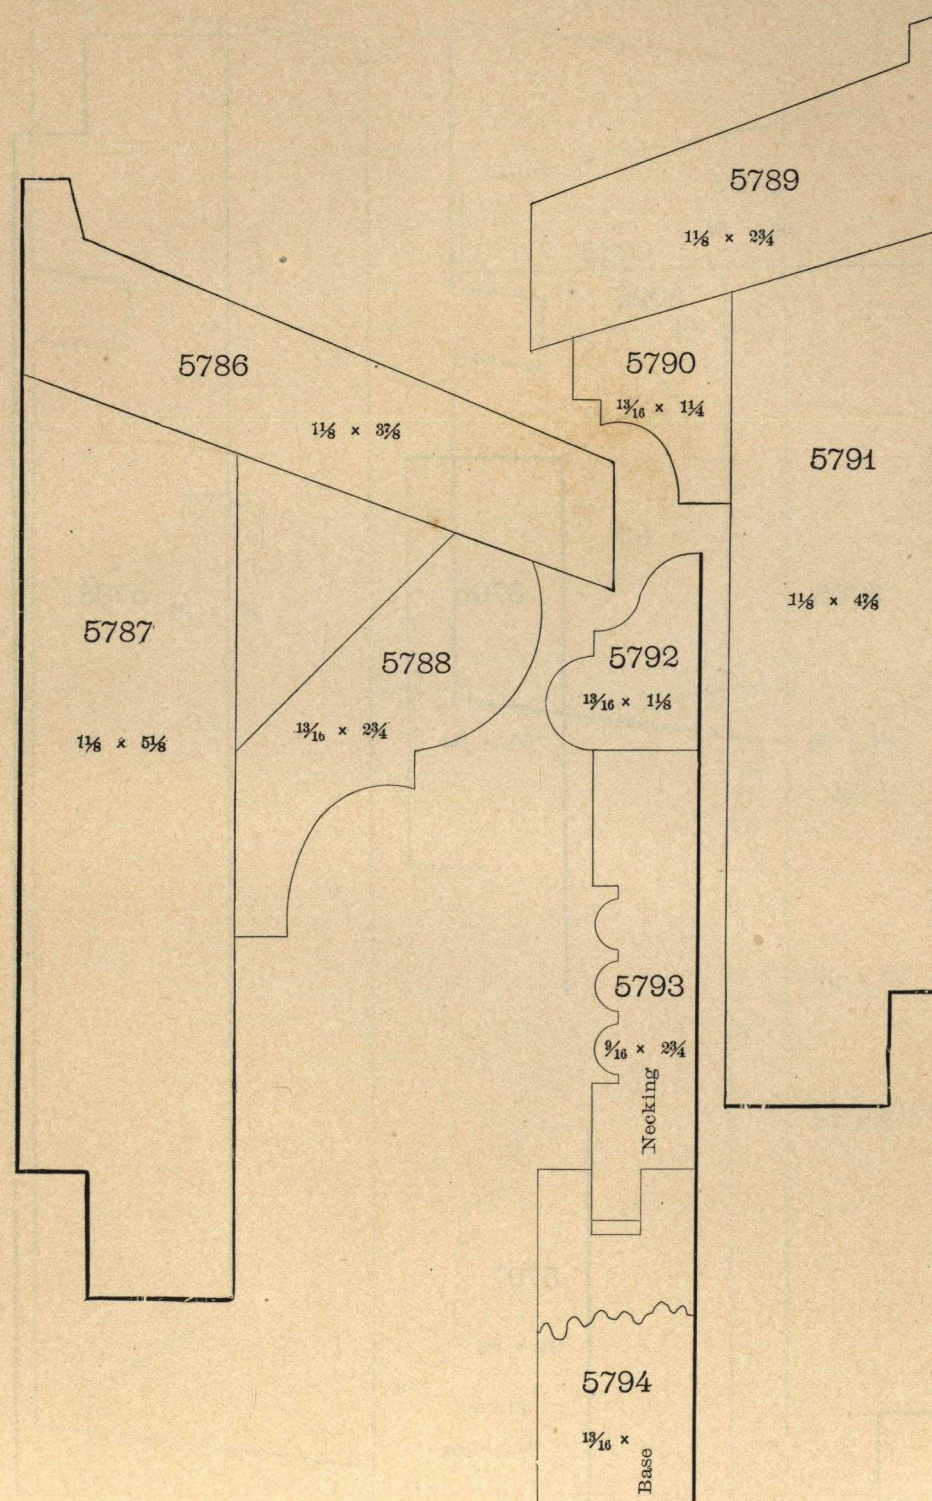 5786
1⅛ × 3⅞
5787
1⅛ × 5⅛
5788
13/16 × 2¾
5789
1⅛ × 2¾
5790
13/16 × 1¼
5791
1⅛ × 4⅞
5792
13/16 × 1⅛
5793
9/16 × 2¾
Necking
5794
13/16 ×
Base